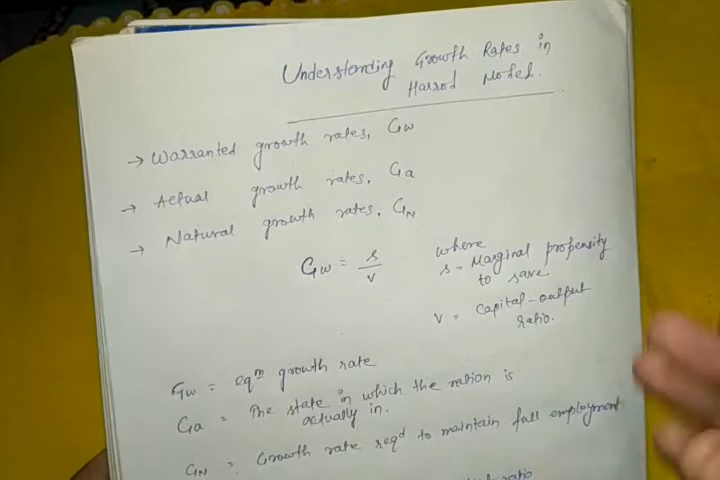 Understanding Growth Rates in
Harrod Model.
→ Warranted growth rates, Gw
→ Actual growth rates, Ga
→ Natural growth rates, GN
Gw = s/v
where
s = Marginal propensity
to save
v = Capital-output
ratio.
Gw = eqm growth rate
Ga = The state in which the nation is
actually in.
GN = Growth rate reqd to maintain full employment
ratio